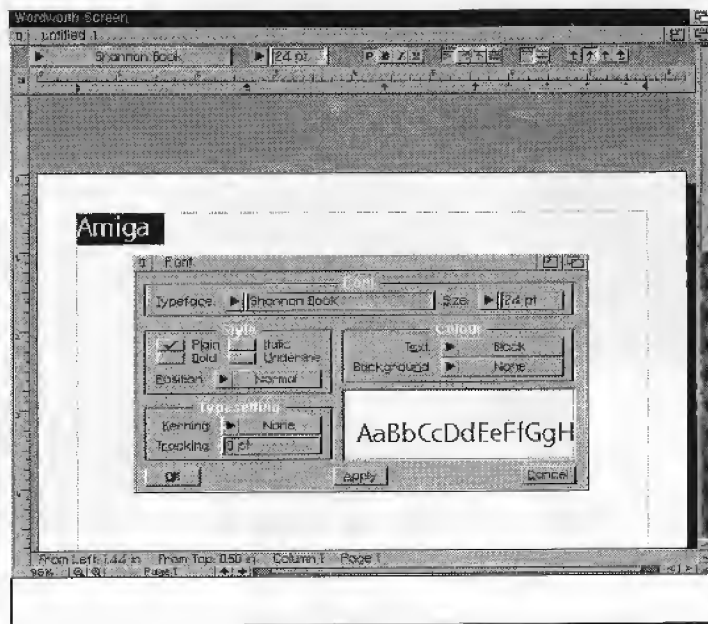 Wordworth Screen
untitled 1
Shannon Book 24 pt P B I U
Amiga
Font
Font
Typeface: Shannon Book Size: 24 pt
Style
Plain Italic
Bold Underline
Position: Normal
Colour
Text: Black
Background: None
Typesetting
Kerning: None
Tracking: 0 pt
AaBbCcDdEeFfGgH
OK Apply Cancel
From Left: 1.44 in From Top: 0.50 in Column 1 Page 1
96% Page 1